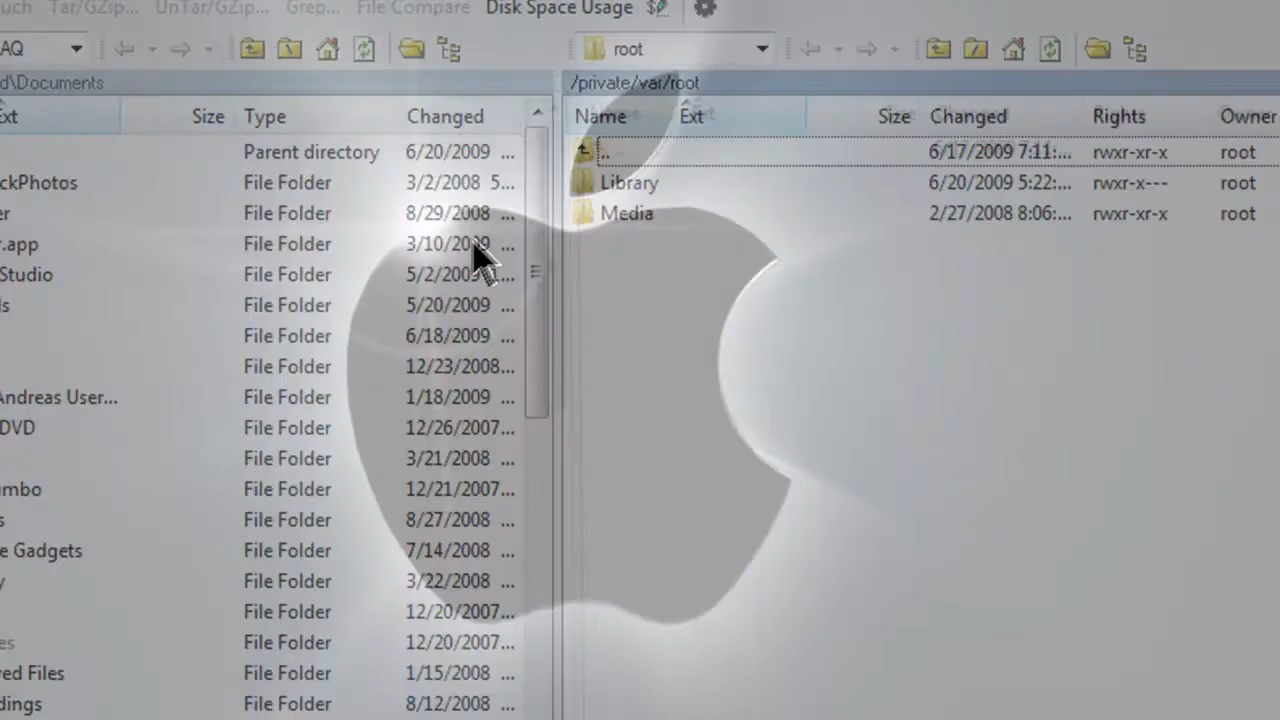 uch Tar/GZip... UnTar/GZip... Grep... File Compare Disk Space Usage
AQ root
d\Documents /private/var/root
Ext Size Type Changed Name Ext Size Changed Rights Owner
Parent directory 6/20/2009 ... .. 6/17/2009 7:11:... rwxr-xr-x root
ckPhotos File Folder 3/2/2008 5... Library 6/20/2009 5:22:... rwxr-x--- root
er File Folder 8/29/2008 ... Media 2/27/2008 8:06:... rwxr-xr-x root
r.app File Folder 3/10/2009 ...
Studio File Folder 5/2/2009 ...
ls File Folder 5/20/2009 ...
File Folder 6/18/2009 ...
File Folder 12/23/2008...
Andreas User... File Folder 1/18/2009 ...
DVD File Folder 12/26/2007...
File Folder 3/21/2008 ...
umbo File Folder 12/21/2007...
s File Folder 8/27/2008 ...
e Gadgets File Folder 7/14/2008 ...
y File Folder 3/22/2008 ...
File Folder 12/20/2007...
es File Folder 12/20/2007...
ved Files File Folder 1/15/2008 ...
dings File Folder 8/12/2008 ...